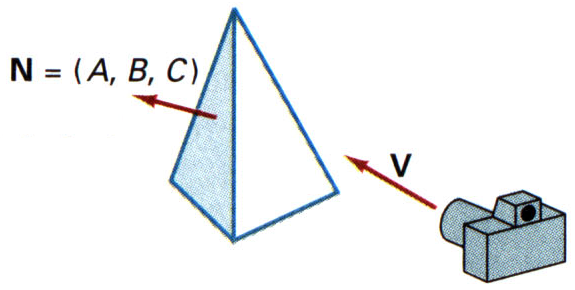 N = (A, B, C)
V